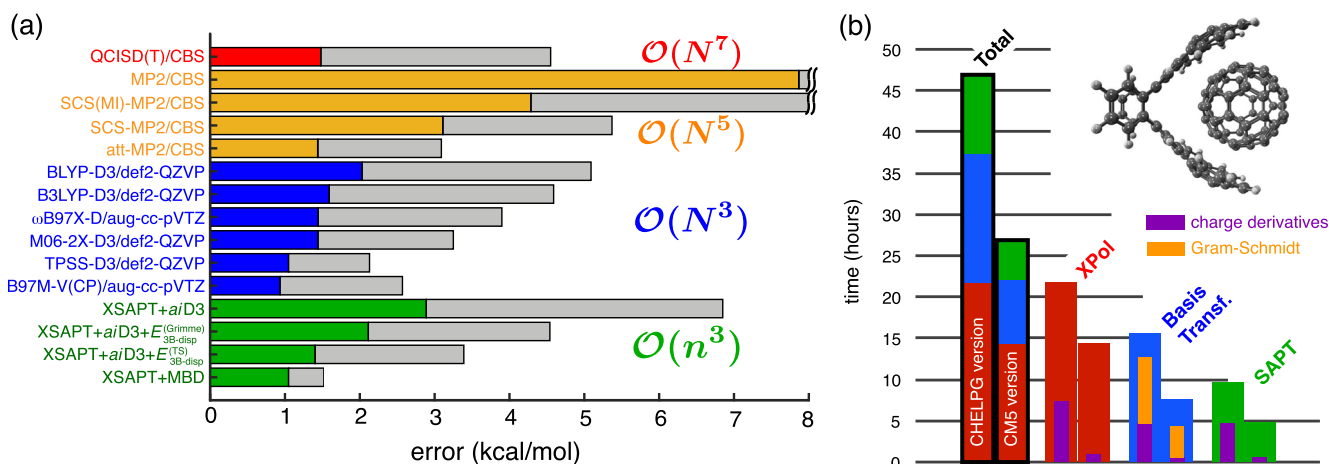 (a)
QCISD(T)/CBS
MP2/CBS
SCS(MI)-MP2/CBS
SCS-MP2/CBS
att-MP2/CBS
BLYP-D3/def2-QZVP
B3LYP-D3/def2-QZVP
ωB97X-D/aug-cc-pVTZ
M06-2X-D3/def2-QZVP
TPSS-D3/def2-QZVP
B97M-V(CP)/aug-cc-pVTZ
XSAPT+aiD3
XSAPT+aiD3+E(Grimme)3B-disp
XSAPT+aiD3+E(TS)3B-disp
XSAPT+MBD
O(N⁷)
O(N⁵)
O(N³)
O(n³)
0 1 2 3 4 5 6 7 8
error (kcal/mol)
(b)
time (hours)
50
45
40
35
30
25
20
15
10
5
0
Total
CHELPG version
CM5 version
XPol
Basis
Transf.
SAPT
charge derivatives
Gram-Schmidt